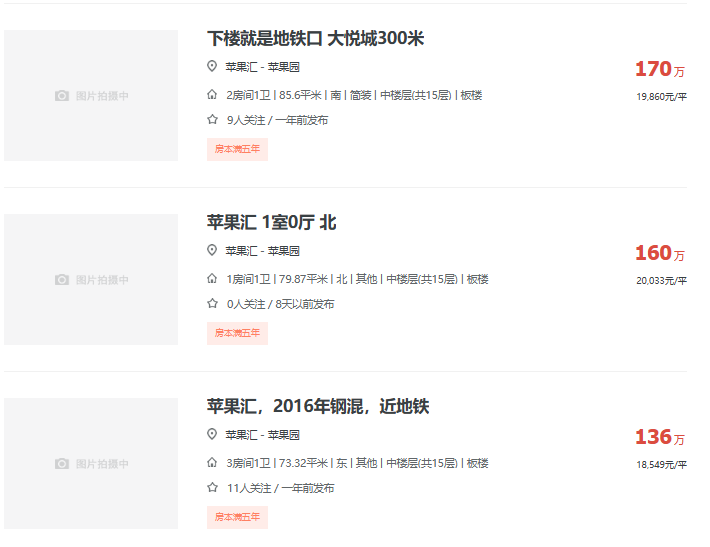 下楼就是地铁口 大悦城300米
苹果汇 - 苹果园
170万
图片拍摄中
2房间1卫 | 85.6平米 | 南 | 简装 | 中楼层(共15层) | 板楼
19,860元/平
9人关注 / 一年前发布
房本满五年
苹果汇 1室0厅 北
苹果汇 - 苹果园
160万
图片拍摄中
1房间1卫 | 79.87平米 | 北 | 其他 | 中楼层(共15层) | 板楼
20,033元/平
0人关注 / 8天以前发布
房本满五年
苹果汇，2016年钢混，近地铁
苹果汇 - 苹果园
136万
图片拍摄中
3房间1卫 | 73.32平米 | 东 | 其他 | 中楼层(共15层) | 板楼
18,549元/平
11人关注 / 一年前发布
房本满五年